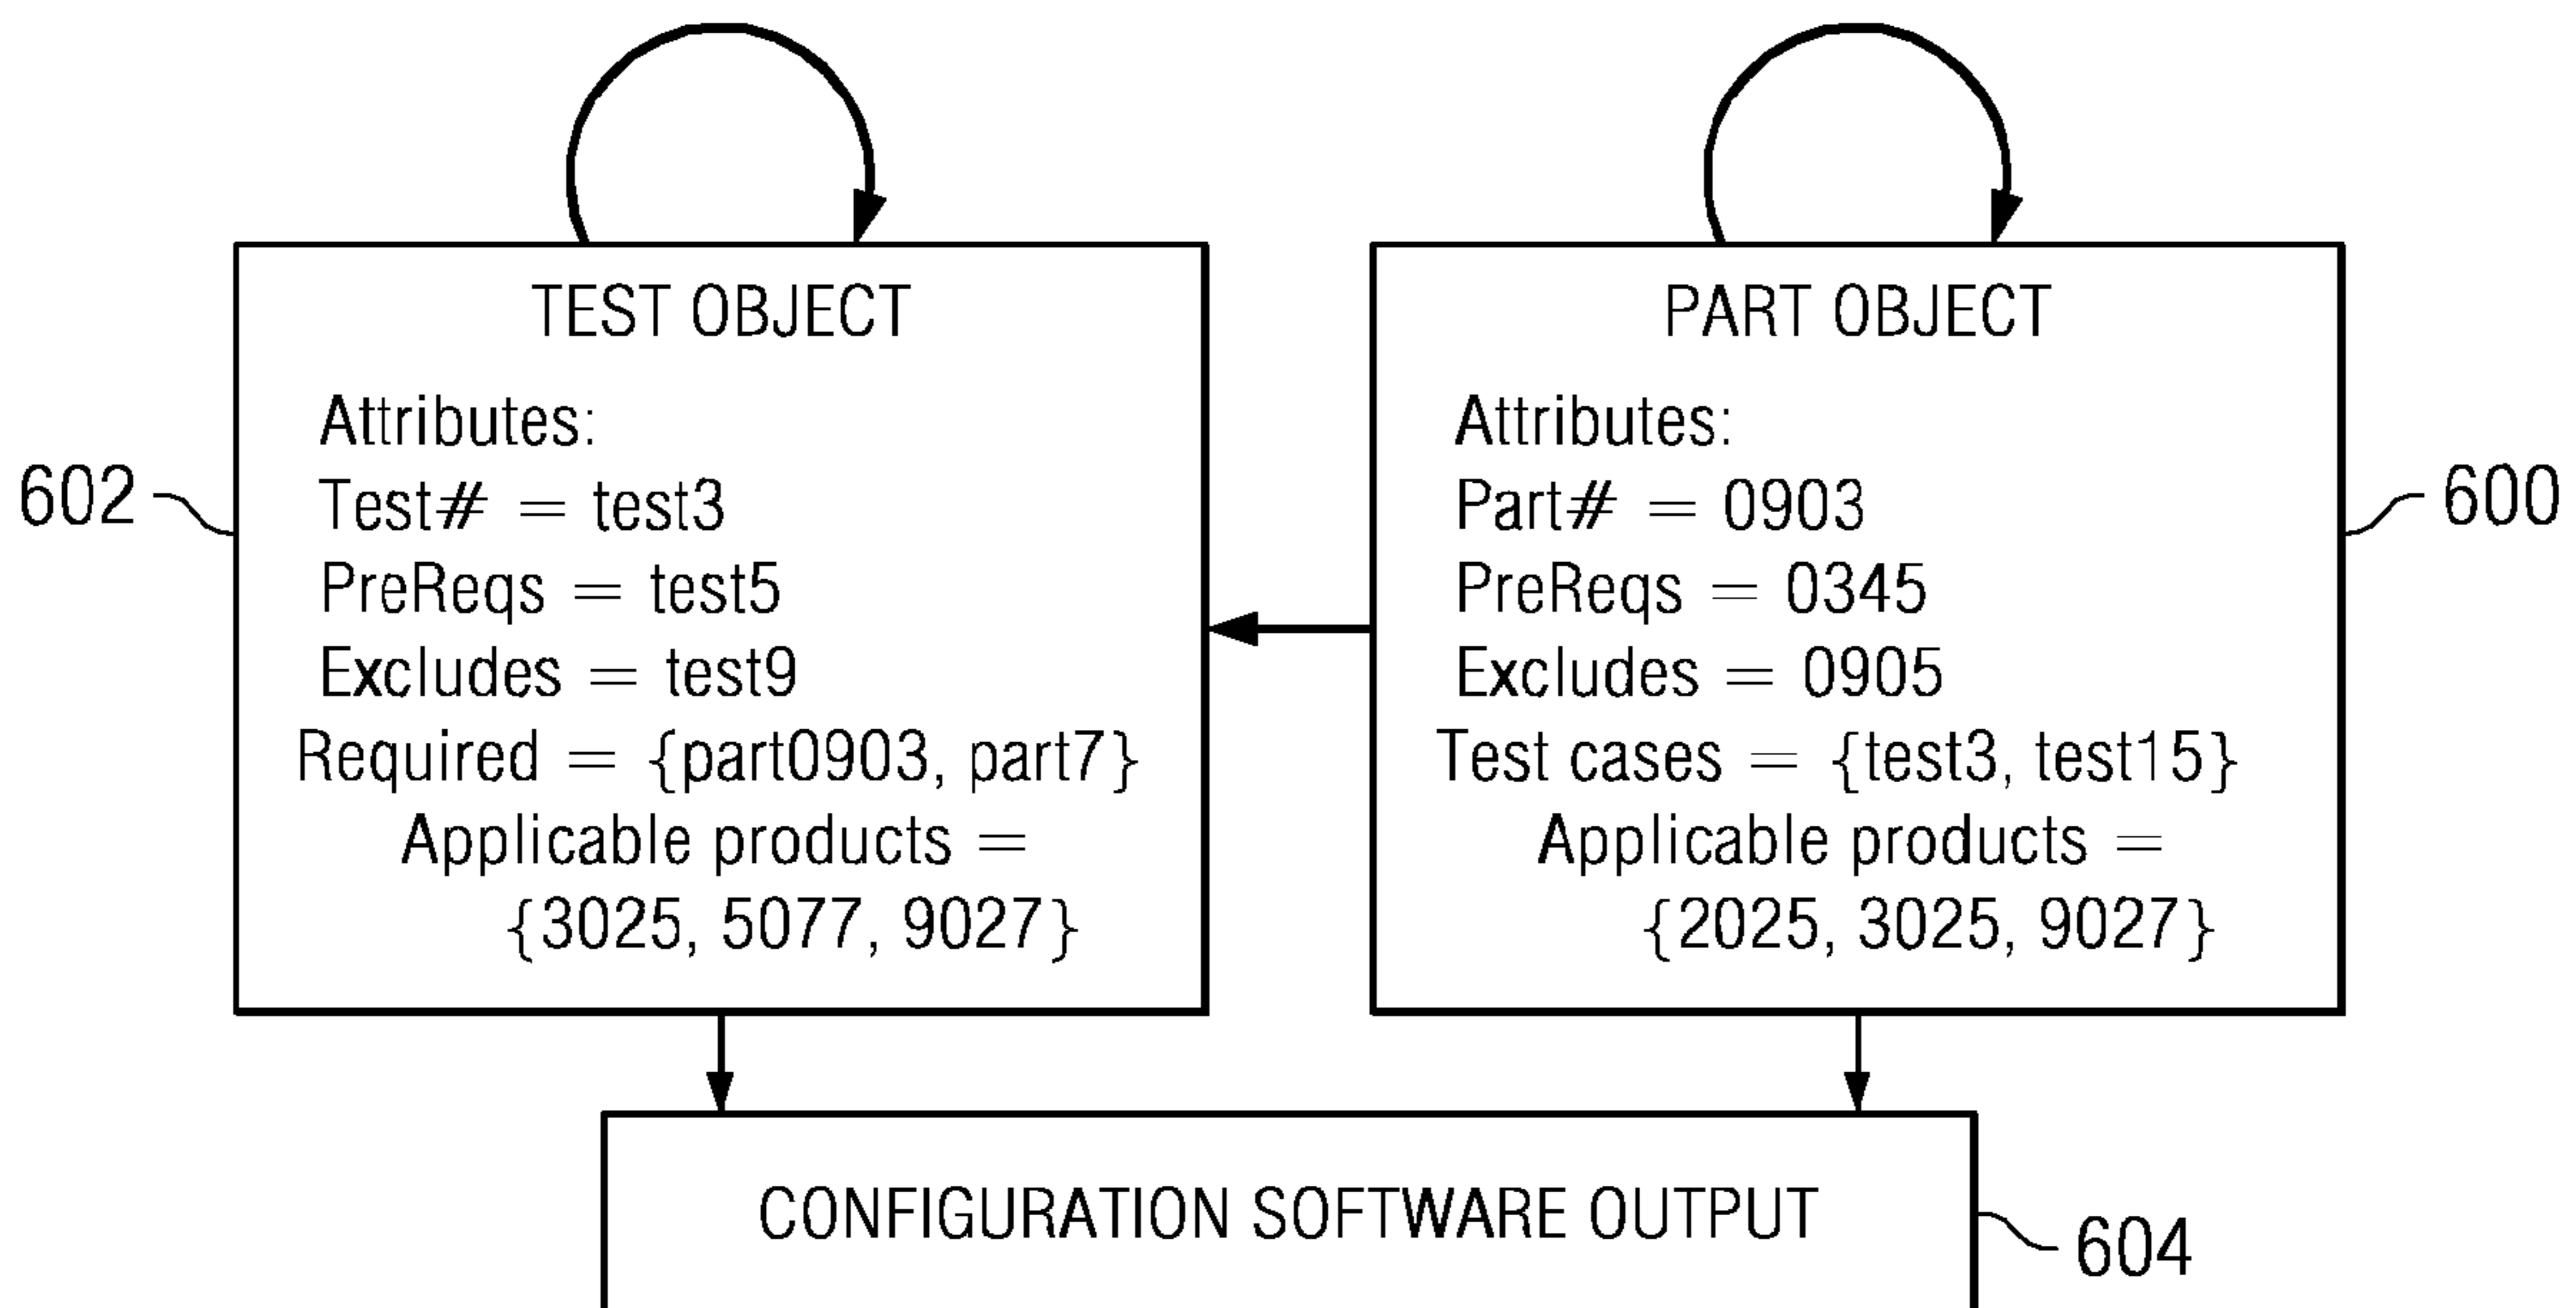 TEST OBJECT
Attributes:
Test# = test3
PreReqs = test5
Excludes = test9
Required = {part0903, part7}
Applicable products =
{3025, 5077, 9027}
602
PART OBJECT
Attributes:
Part# = 0903
PreReqs = 0345
Excludes = 0905
Test cases = {test3, test15}
Applicable products =
{2025, 3025, 9027}
600
CONFIGURATION SOFTWARE OUTPUT
604